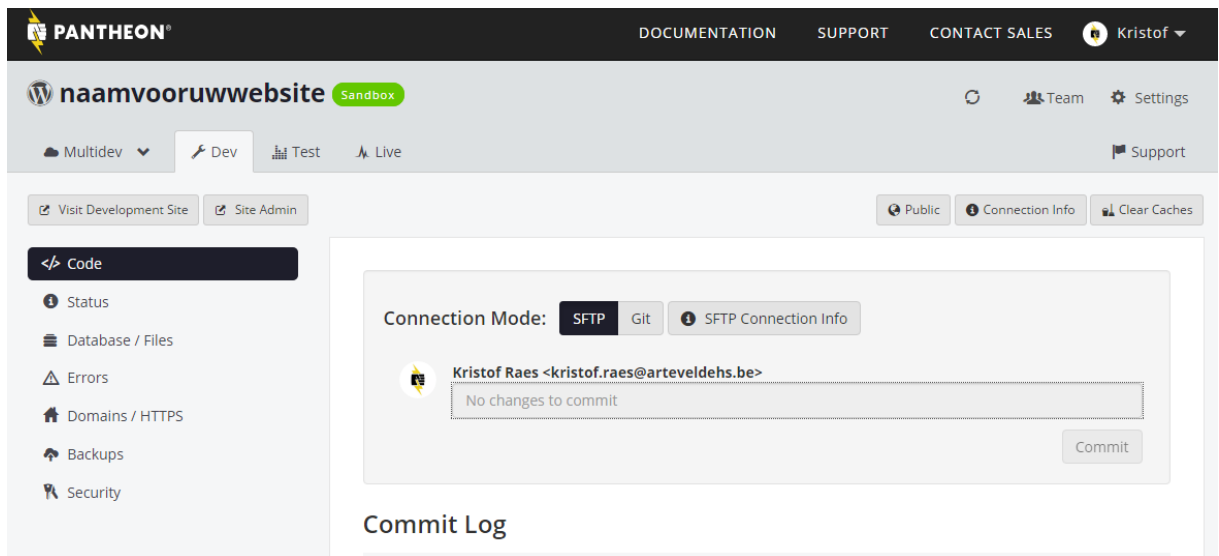 PANTHEON® DOCUMENTATION SUPPORT CONTACT SALES Kristof
naamvooruwwebsite Sandbox Team Settings
Multidev Dev Test Live Support
Visit Development Site Site Admin Public Connection Info Clear Caches
</> Code
Status
Database / Files
Errors
Domains / HTTPS
Backups
Security
Connection Mode: SFTP Git SFTP Connection Info
Kristof Raes <kristof.raes@arteveldehs.be>
No changes to commit
Commit
Commit Log